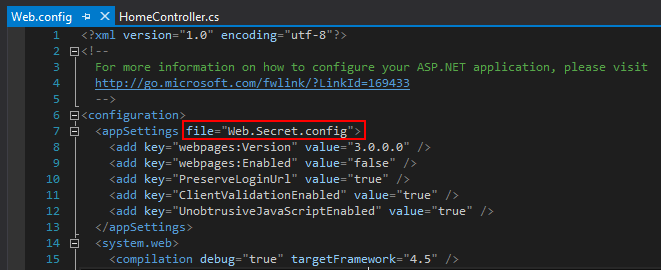 Web.config HomeController.cs
1 <?xml version="1.0" encoding="utf-8"?>
2 <!--
3 For more information on how to configure your ASP.NET application, please visit
4 http://go.microsoft.com/fwlink/?LinkId=169433
5 -->
6 <configuration>
7 <appSettings file="Web.Secret.config">
8 <add key="webpages:Version" value="3.0.0.0" />
9 <add key="webpages:Enabled" value="false" />
10 <add key="PreserveLoginUrl" value="true" />
11 <add key="ClientValidationEnabled" value="true" />
12 <add key="UnobtrusiveJavaScriptEnabled" value="true" />
13 </appSettings>
14 <system.web>
15 <compilation debug="true" targetFramework="4.5" />